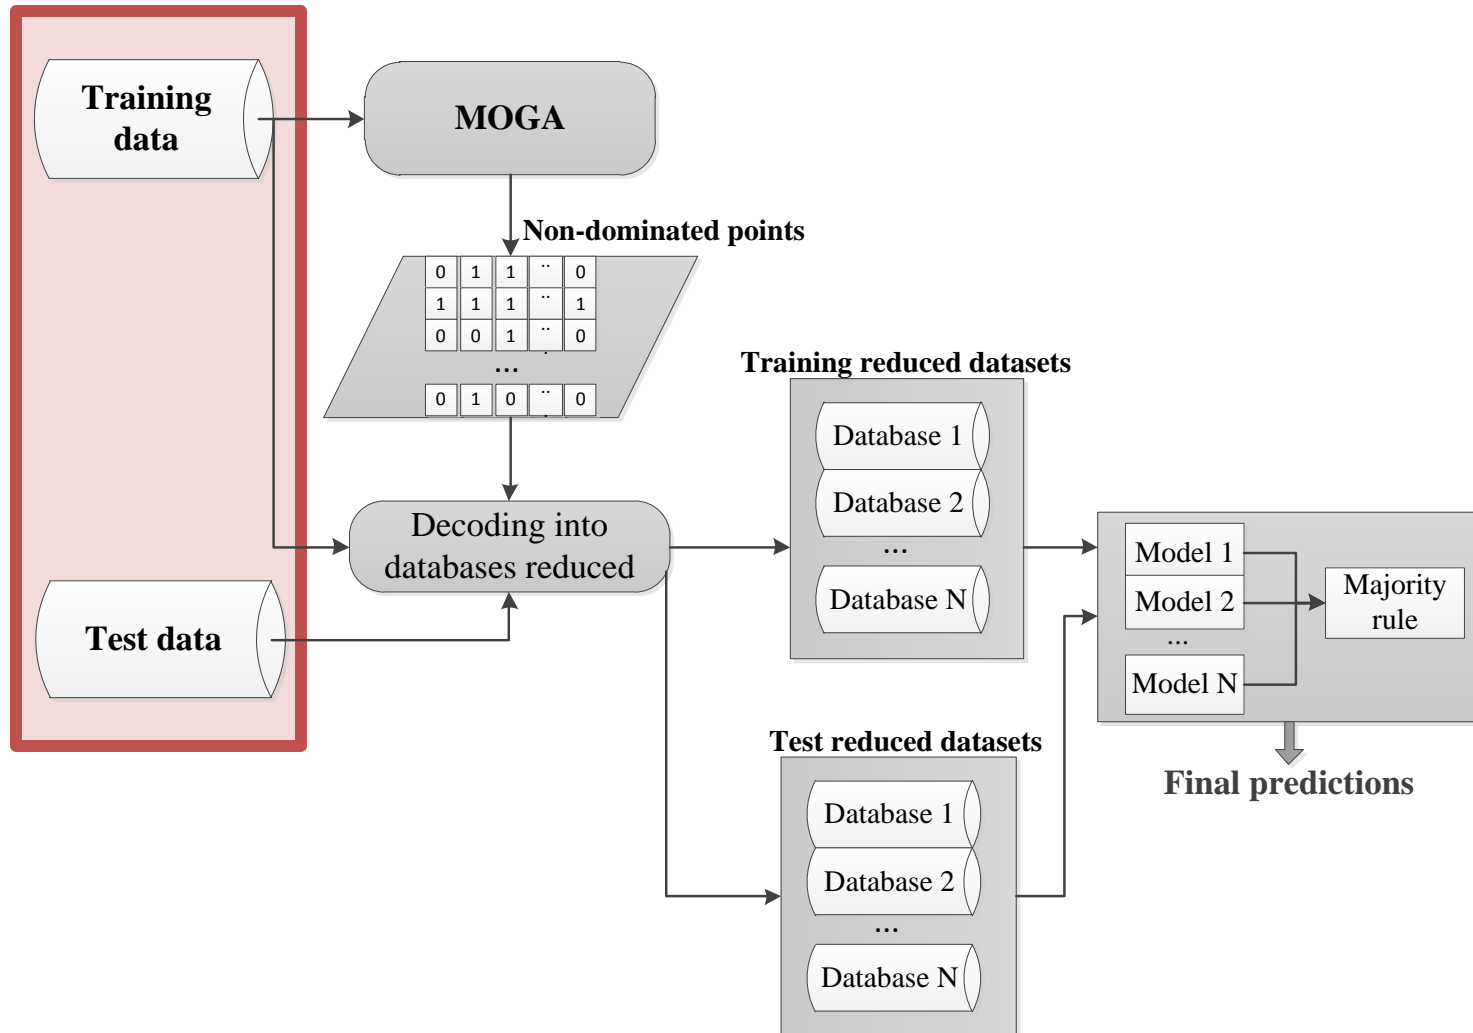 Training
data
MOGA
Non-dominated points
0 1 1 .. 0
1 1 1 .. 1
0 0 1 .. 0
.
...
0 1 0 .. 0
.
Training reduced datasets
Database 1
Database 2
...
Database N
Decoding into
databases reduced
Test data
Model 1
Model 2
...
Model N
Majority
rule
Test reduced datasets
Database 1
Database 2
...
Database N
Final predictions